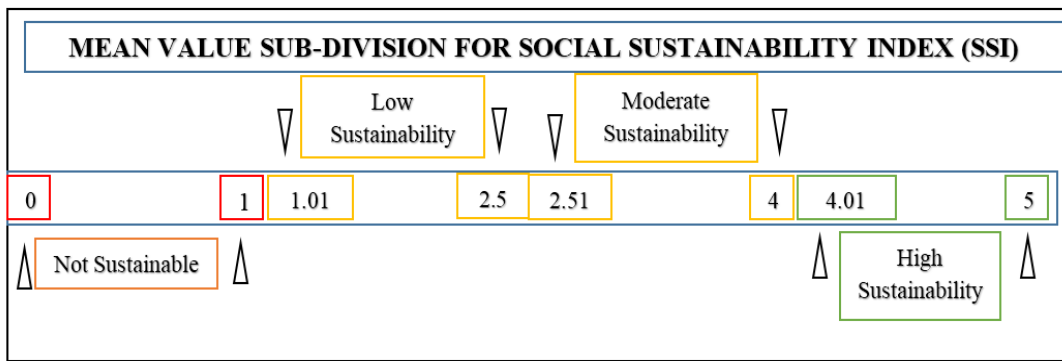 MEAN VALUE SUB-DIVISION FOR SOCIAL SUSTAINABILITY INDEX (SSI)
Low
Sustainability
Moderate
Sustainability
0 1 1.01 2.5 2.51 4 4.01 5
Not Sustainable
High
Sustainability